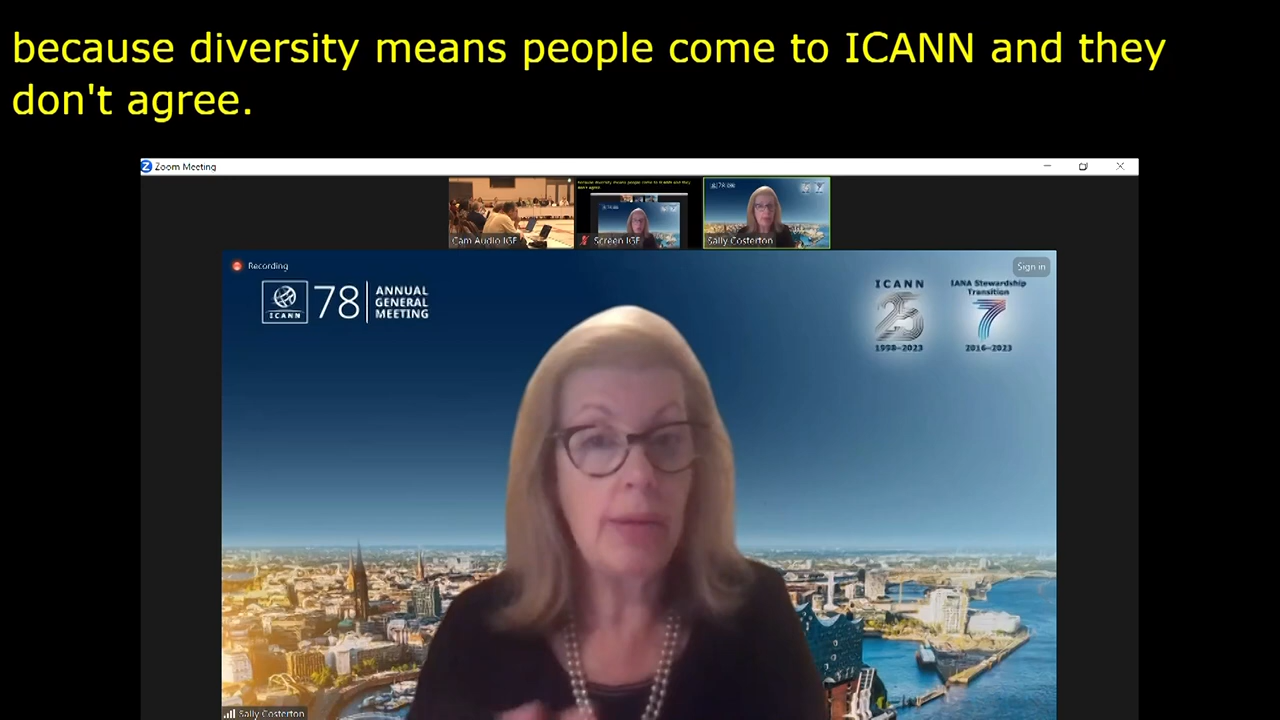 because diversity means people come to ICANN and they
don't agree.
Zoom Meeting
Cam Audio IGF
Screen IGF
Sally Costerton
Recording
Sign in
ICANN
78
ANNUAL
GENERAL
MEETING
ICANN
25
1998–2023
IANA Stewardship
Transition
7
2016–2023
Sally Costerton